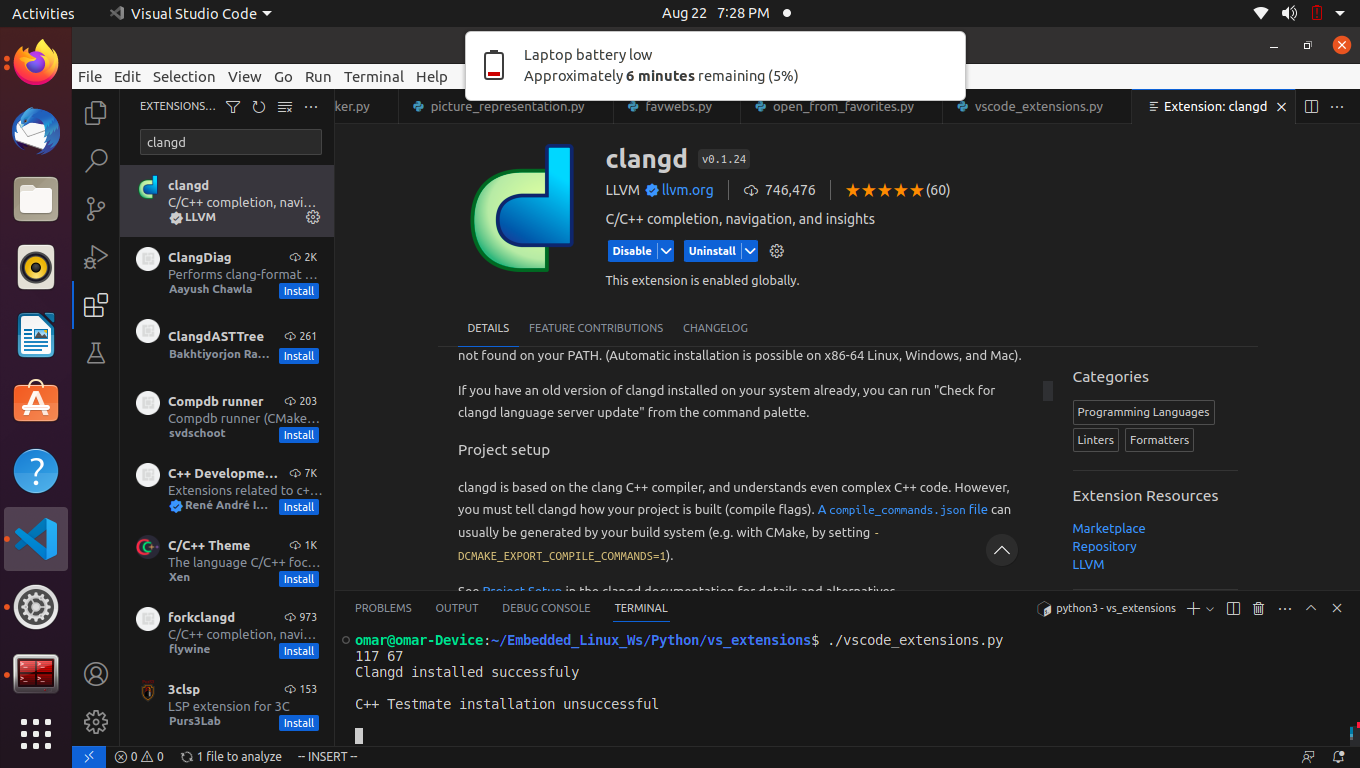 Activities
Visual Studio Code
Aug 22 7:28 PM
Laptop battery low
Approximately 6 minutes remaining (5%)
File Edit Selection View Go Run Terminal Help
EXTENSIONS...
ker.py
picture_representation.py
favwebs.py
open_from_favorites.py
vscode_extensions.py
Extension: clangd
clangd
clangd
C/C++ completion, navi...
LLVM
ClangDiag 2K
Performs clang-format ...
Aayush Chawla Install
ClangdASTTree 261
Bakhtiyorjon Ra... Install
Compdb runner 203
Compdb runner (CMake...
svdschoot Install
C++ Developme... 7K
Extensions related to c+...
René André I... Install
C/C++ Theme 1K
The language C/C++ foc...
Xen Install
forkclangd 973
C/C++ completion, navi...
flywine Install
3clsp 153
LSP extension for 3C
Purs3Lab Install
clangd v0.1.24
LLVM llvm.org 746,476 (60)
C/C++ completion, navigation, and insights
Disable Uninstall
This extension is enabled globally.
DETAILS FEATURE CONTRIBUTIONS CHANGELOG
not found on your PATH. (Automatic installation is possible on x86-64 Linux, Windows, and Mac).
If you have an old version of clangd installed on your system already, you can run "Check for
clangd language server update" from the command palette.
Project setup
clangd is based on the clang C++ compiler, and understands even complex C++ code. However,
you must tell clangd how your project is built (compile flags). A compile_commands.json file can
usually be generated by your build system (e.g. with CMake, by setting -
DCMAKE_EXPORT_COMPILE_COMMANDS=1).
See Project Setup in the clangd documentation for details and alternatives.
Categories
Programming Languages
Linters Formatters
Extension Resources
Marketplace
Repository
LLVM
PROBLEMS OUTPUT DEBUG CONSOLE TERMINAL
python3 - vs_extensions
omar@omar-Device:~/Embedded_Linux_Ws/Python/vs_extensions$ ./vscode_extensions.py
117 67
Clangd installed successfuly
C++ Testmate installation unsuccessful
0 0 1 file to analyze -- INSERT --